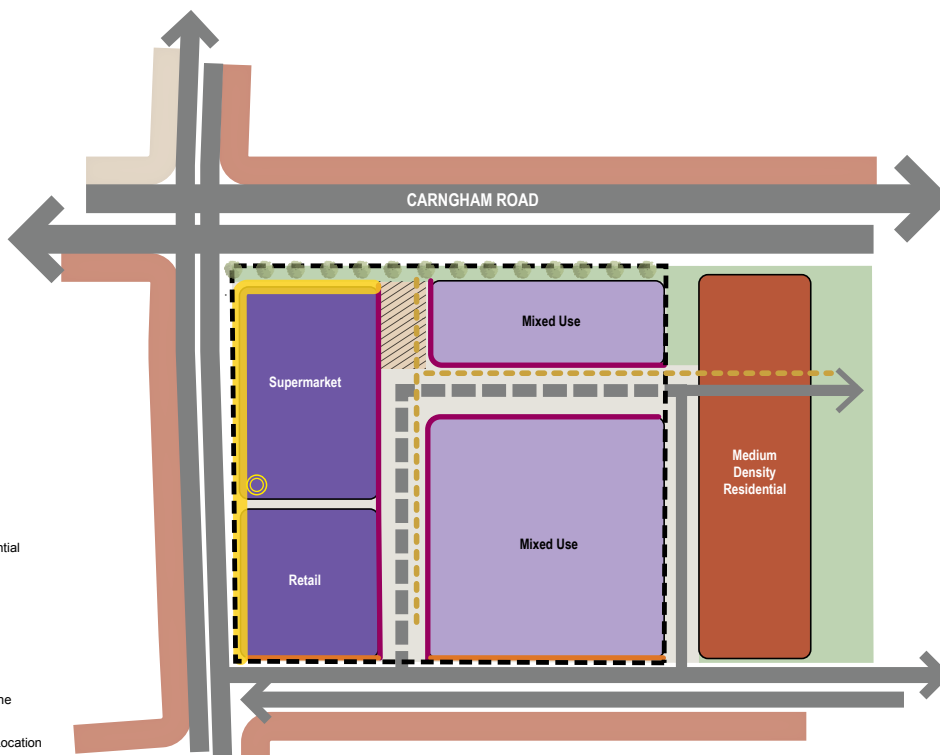 CARNGHAM ROAD
Mixed Use
Supermarket
Medium
Density
Residential
Mixed Use
ntial
Retail
ne
ocation